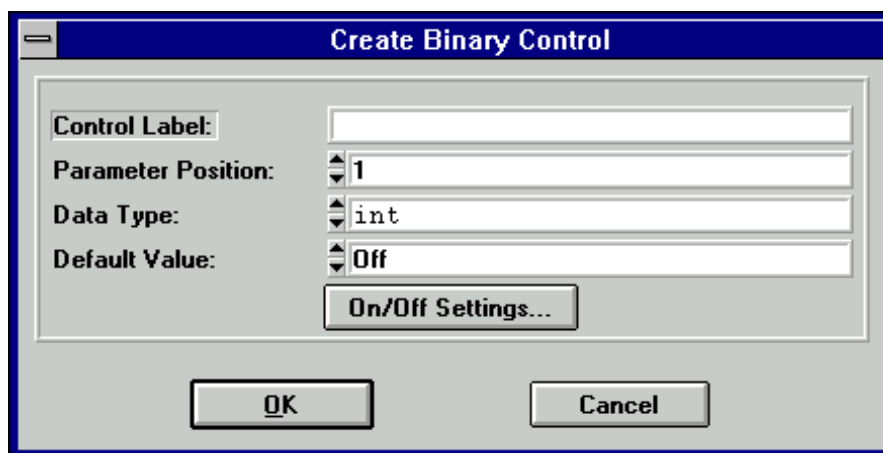 Create Binary Control
Control Label:
Parameter Position: 1
Data Type: int
Default Value: Off
On/Off Settings...
OK Cancel